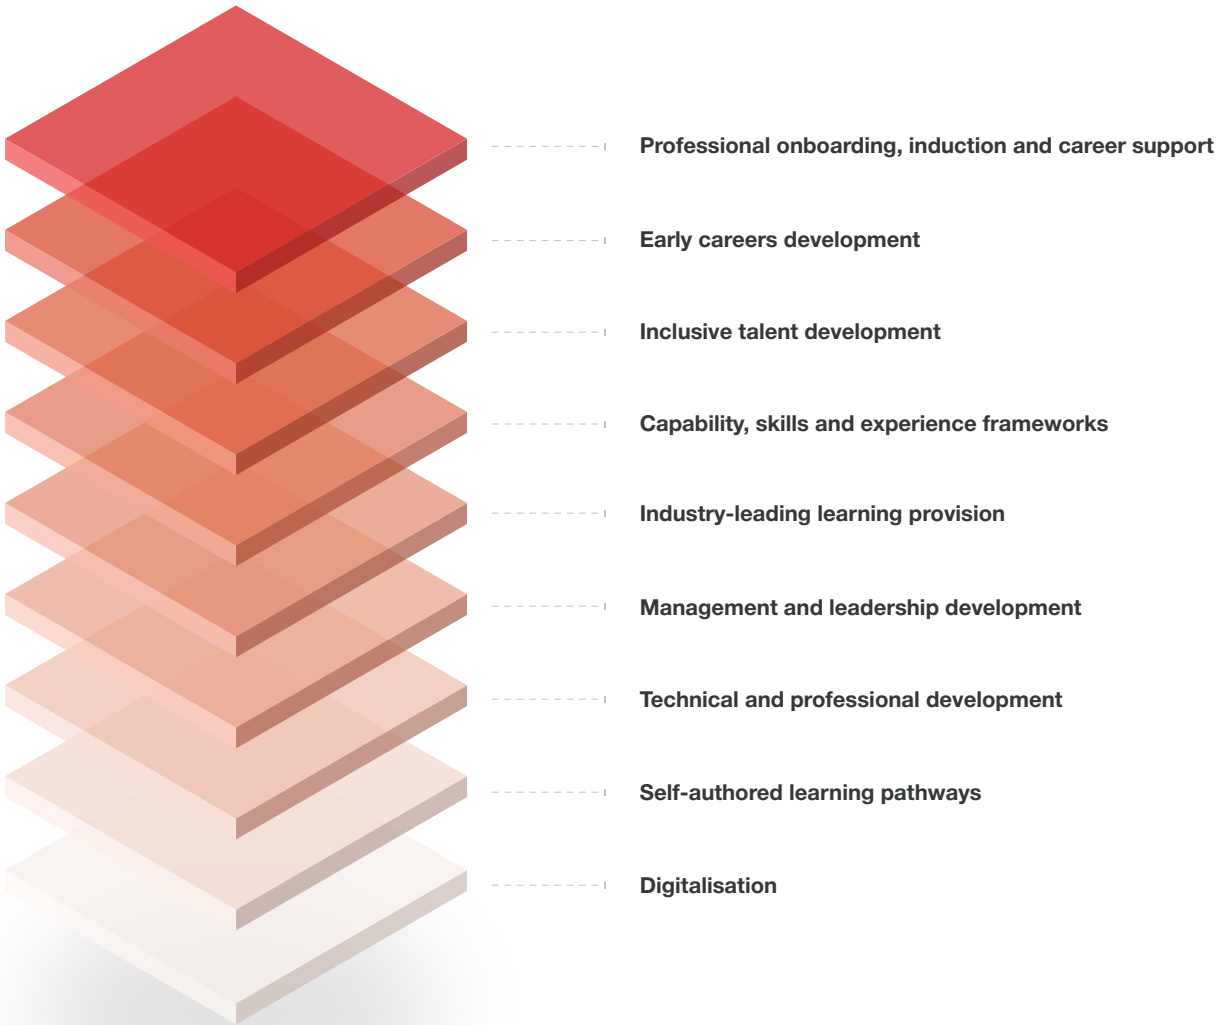 Professional onboarding, induction and career support
Early careers development
Inclusive talent development
Capability, skills and experience frameworks
Industry-leading learning provision
Management and leadership development
Technical and professional development
Self-authored learning pathways
Digitalisation